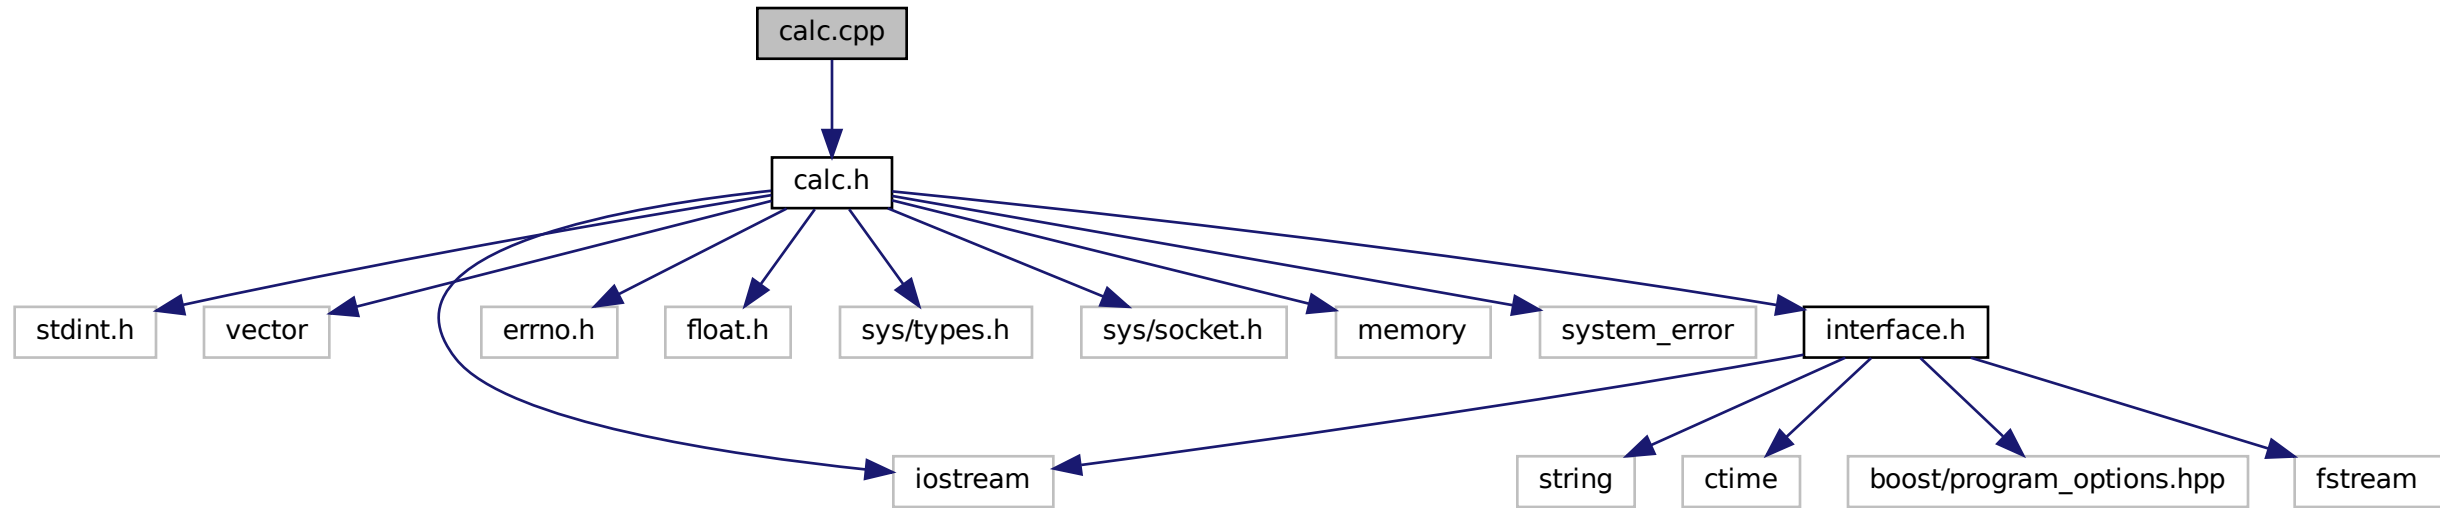 calc.cpp
calc.h
stdint.h
vector
errno.h
float.h
sys/types.h
sys/socket.h
memory
system_error
interface.h
iostream
string
ctime
boost/program_options.hpp
fstream